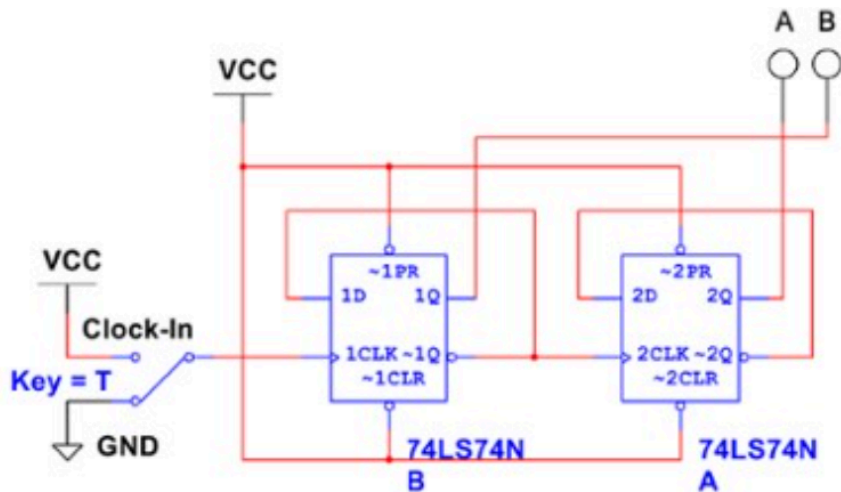 A B
VCC
~1PR
~2PR
VCC
1D 1Q
2D 2Q
Clock-In
1CLK ~1Q
2CLK ~2Q
Key = T
~1CLR
~2CLR
GND
74LS74N
74LS74N
B
A